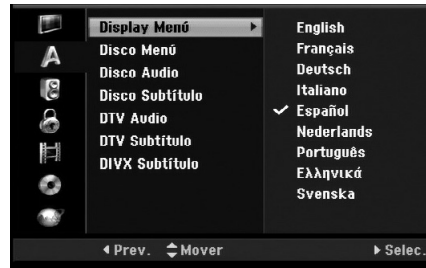 Display Menú
Disco Menú
Disco Audio
Disco Subtítulo
DTV Audio
DTV Subtítulo
DIVX Subtítulo
English
Français
Deutsch
Italiano
Español
Nederlands
Português
Ελληνικά
Svenska
A
Prev. Mover Selec.